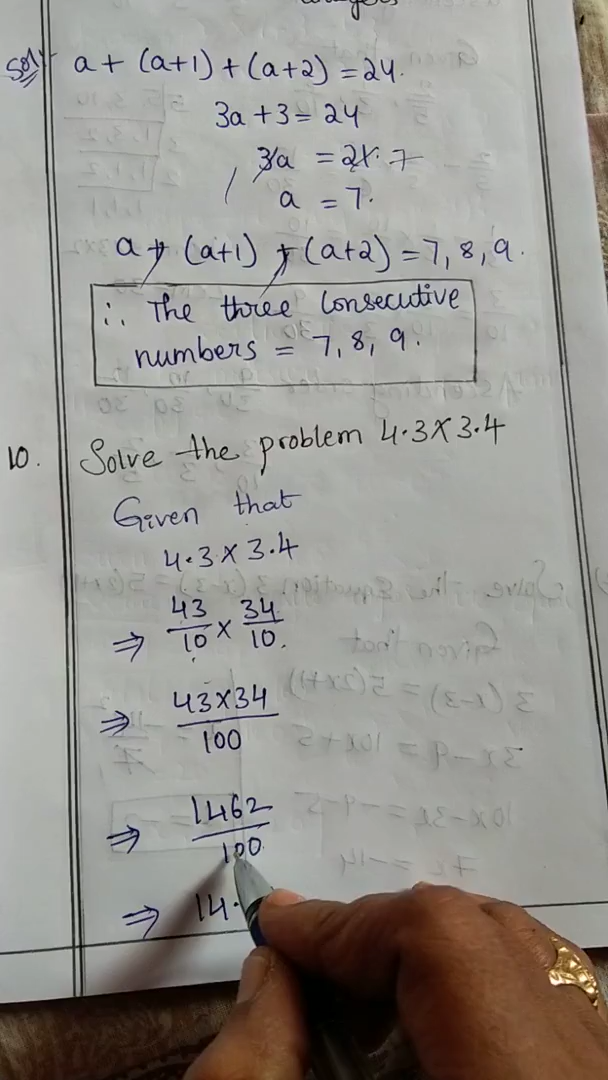 Soln a + (a+1) + (a+2) = 24.
3a + 3 = 24
3a = 21 7
a = 7.
a + (a+1) + (a+2) = 7, 8, 9.
∴ The three Consecutive
numbers = 7, 8, 9.
10. Solve the problem 4.3 X 3.4
Given that
4.3 X 3.4
⇒ 43/10 X 34/10.
⇒ 43 X 34/100
⇒ 1462/100.
⇒ 14.